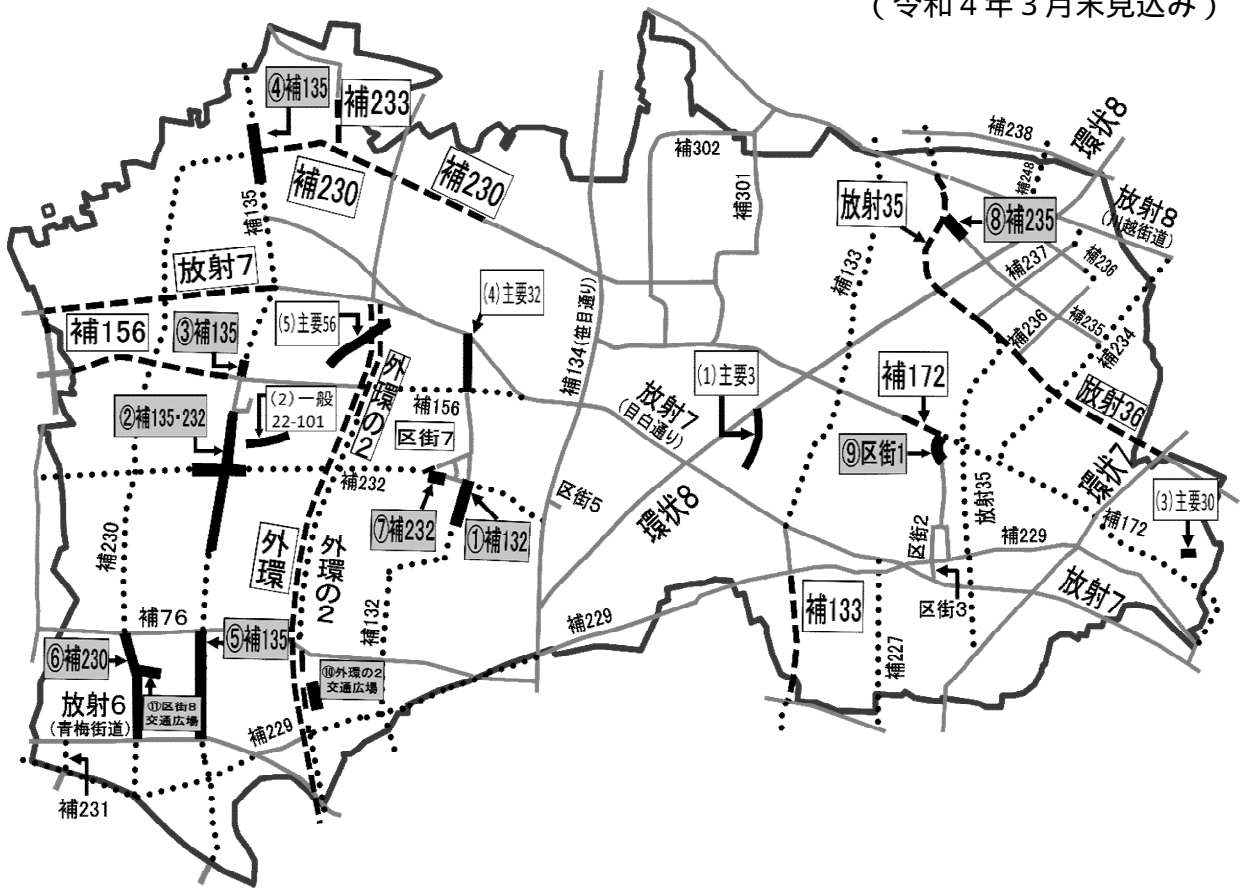 （令和４年３月末見込み）
④補135
補233
補230
補230
補135
放射7
補156
③補135
(5)主要56
(4)主要32
外環の2
補156
区街7
②補135・232
(2)一般
22-101
補232
⑦補232
①補132
区街5
補230
外環
外環の2
補132
補76
⑤補135
⑥補230
⑩外環の2
交通広場
⑪区街8
交通広場
放射6
(青梅街道)
補229
補231
補229
補134(笹目通り)
補302
補301
補133
放射35
補238
環状8
補248
放射8
(川越街道)
⑧補235
補237
補236
補236
補235
補234
放射36
(1)主要3
放射7
(目白通り)
環状8
補172
⑨区街1
放射35
環状7
(3)主要30
補172
区街2
補229
区街3
放射7
補133
補227